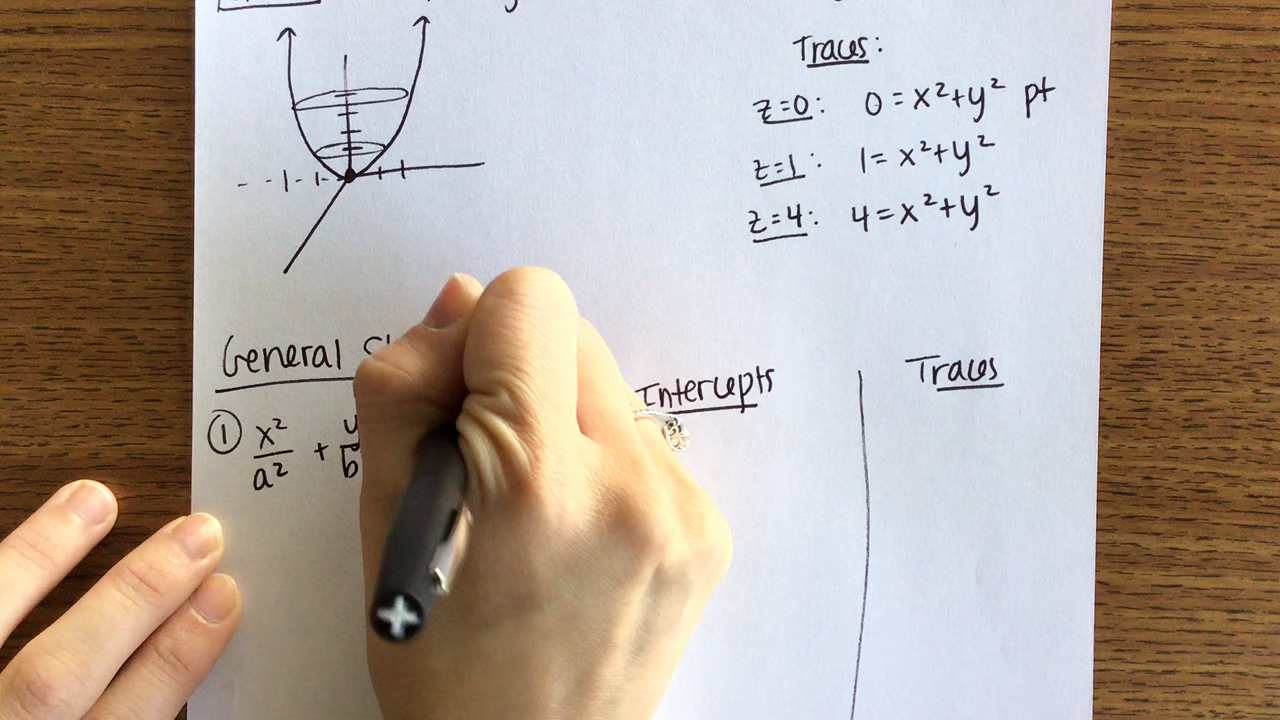 Traces:
z=0: 0=x²+y² pt
z=1: 1=x²+y²
z=4: 4=x²+y²
General
Intercepts
Traces
① x²/a² + y/b